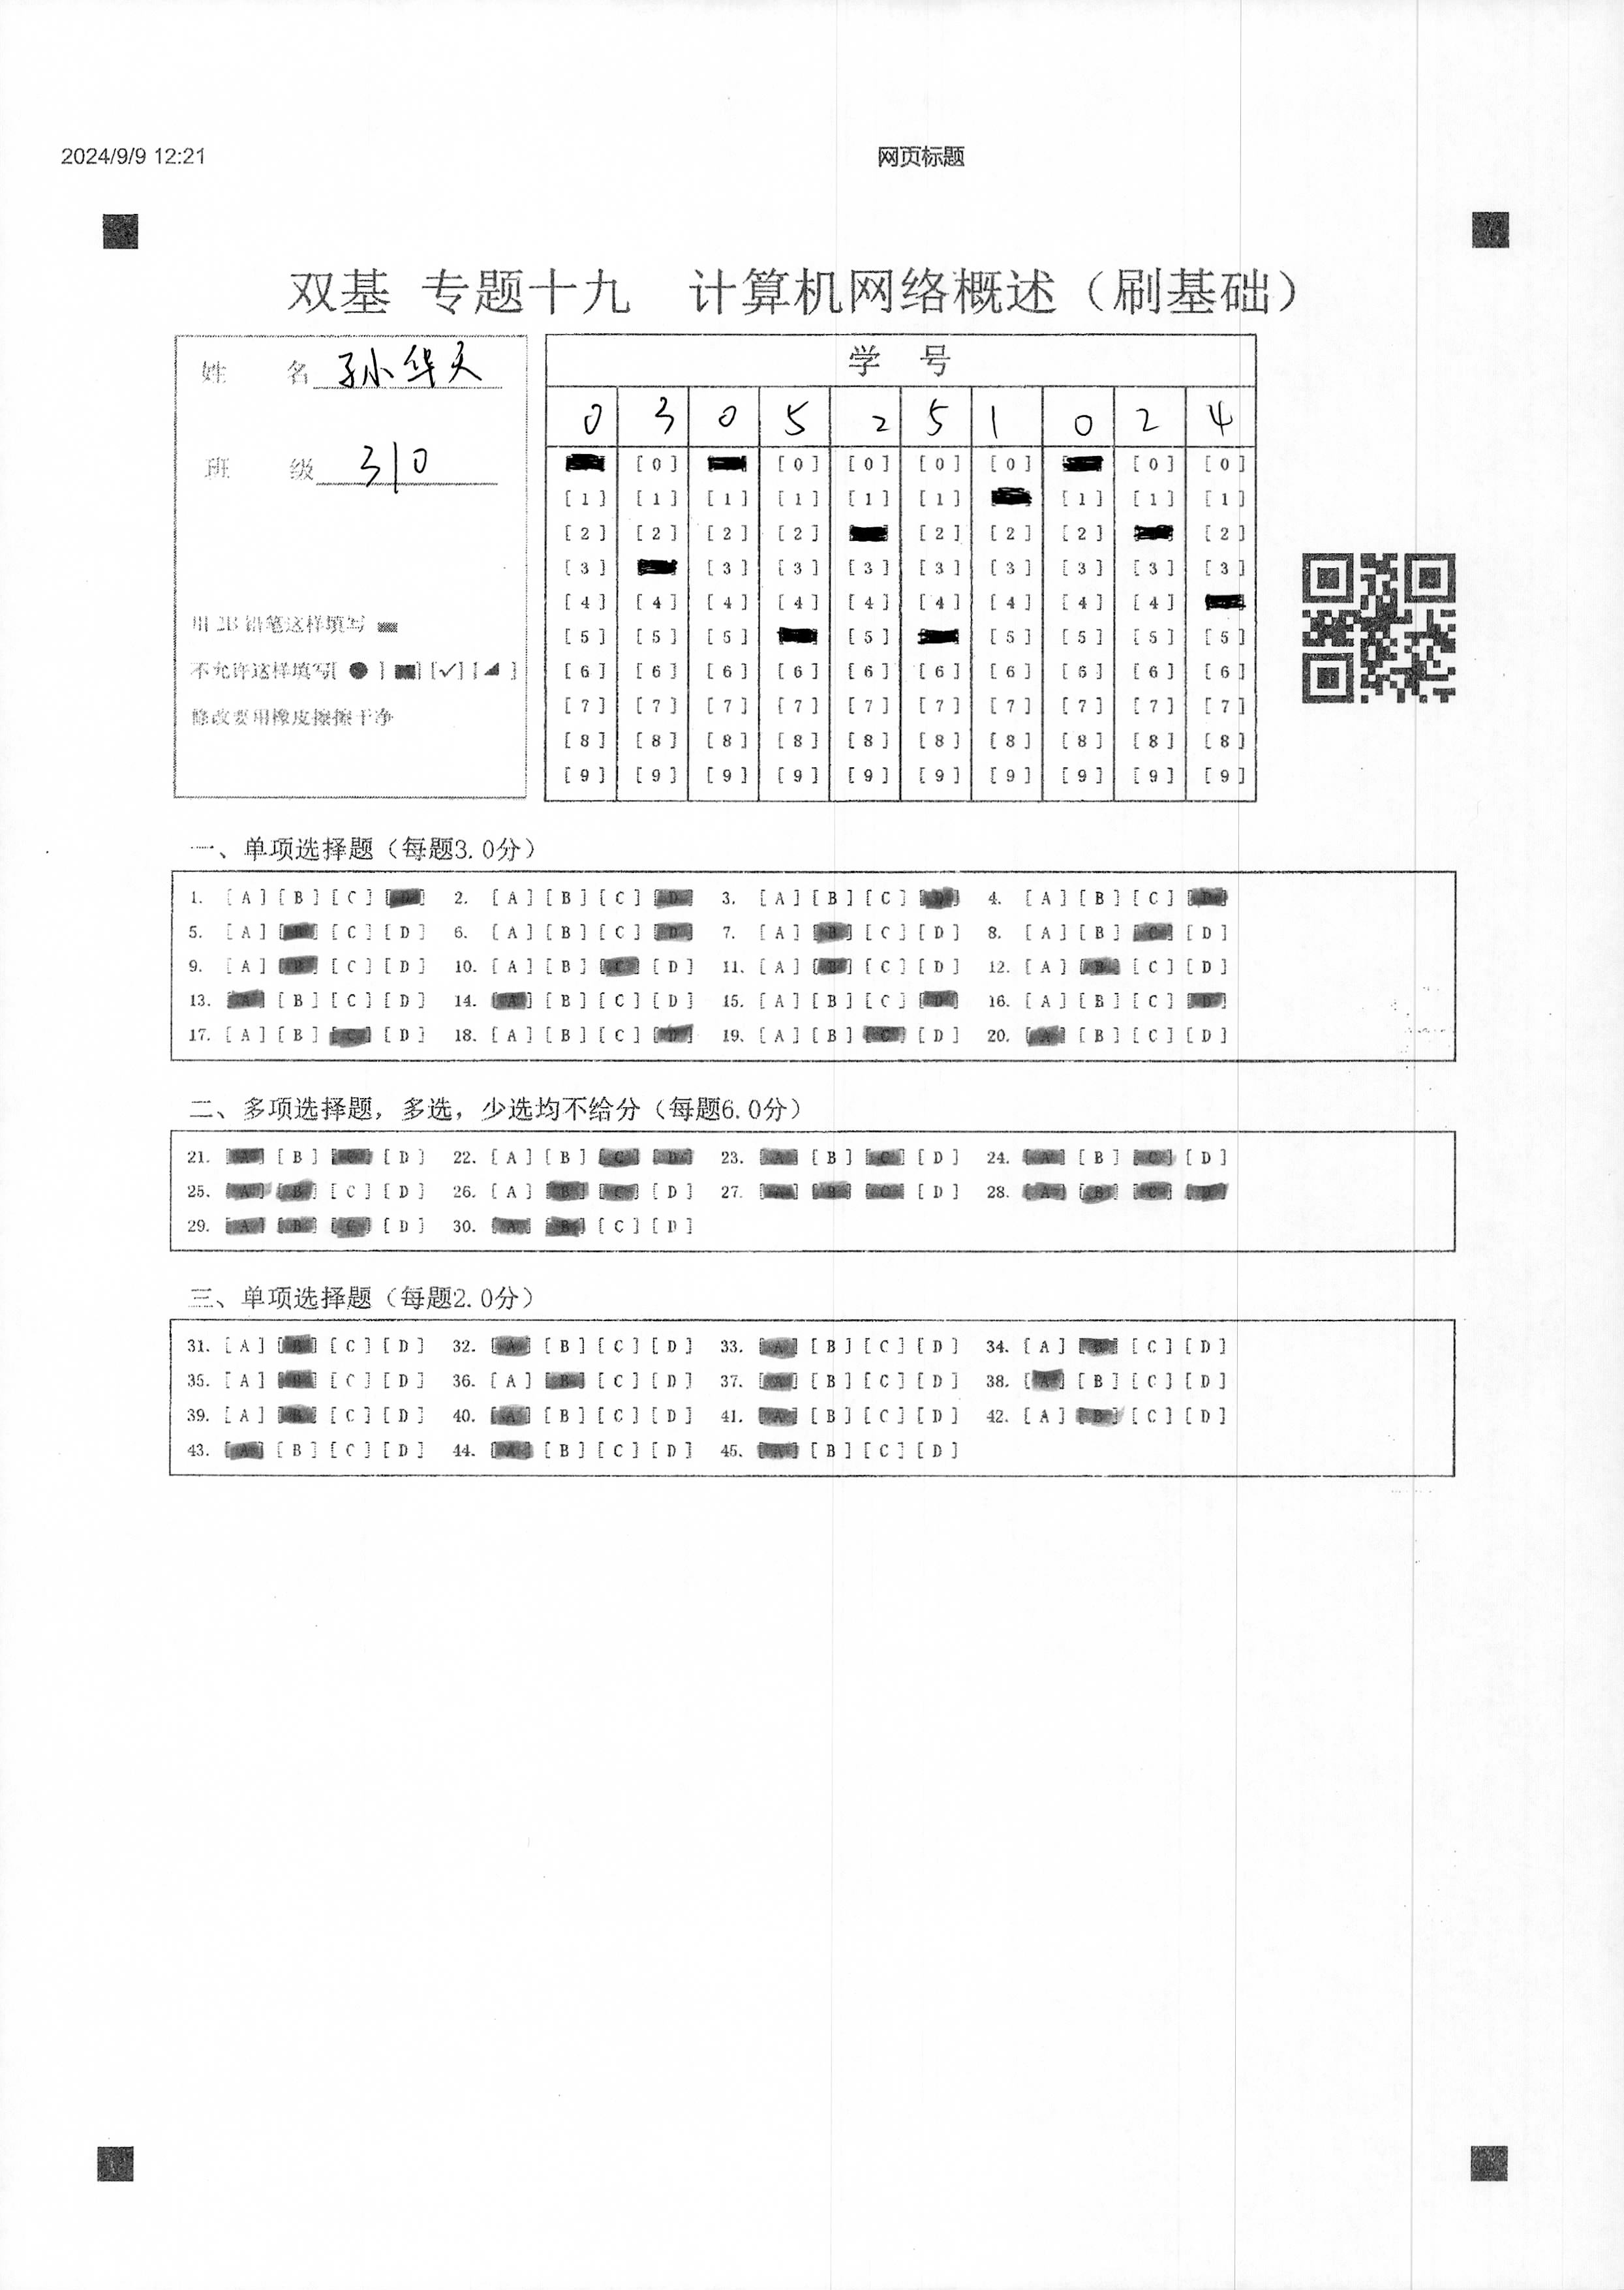 2024/9/9 12:21 网页标题
双基 专题十九 计算机网络概述（刷基础）
姓 名 孙华天
班 级 310
用 2B 铅笔这样填写
不允许这样填写[ ● ] [■] [✓] [◢ ]
修改要用橡皮擦擦干净
学 号
0 3 0 5 2 5 1 0 2 4
[0] [0] [0] [0] [0] [0] [0]
[1] [1] [1] [1] [1] [1] [1] [1] [1]
[2] [2] [2] [2] [2] [2] [2] [2]
[3] [3] [3] [3] [3] [3] [3] [3] [3]
[4] [4] [4] [4] [4] [4] [4] [4] [4]
[5] [5] [5] [5] [5] [5] [5] [5]
[6] [6] [6] [6] [6] [6] [6] [6] [6] [6]
[7] [7] [7] [7] [7] [7] [7] [7] [7] [7]
[8] [8] [8] [8] [8] [8] [8] [8] [8] [8]
[9] [9] [9] [9] [9] [9] [9] [9] [9] [9]
一、单项选择题（每题3.0分）
1. [A] [B] [C] [D] 2. [A] [B] [C] [D] 3. [A] [B] [C] [D] 4. [A] [B] [C] [D]
5. [A] [B] [C] [D] 6. [A] [B] [C] [D] 7. [A] [B] [C] [D] 8. [A] [B] [C] [D]
9. [A] [B] [C] [D] 10. [A] [B] [C] [D] 11. [A] [B] [C] [D] 12. [A] [B] [C] [D]
13. [A] [B] [C] [D] 14. [A] [B] [C] [D] 15. [A] [B] [C] [D] 16. [A] [B] [C] [D]
17. [A] [B] [C] [D] 18. [A] [B] [C] [D] 19. [A] [B] [C] [D] 20. [A] [B] [C] [D]
二、多项选择题，多选，少选均不给分（每题6.0分）
21. [A] [B] [C] [D] 22. [A] [B] [C] [D] 23. [A] [B] [C] [D] 24. [A] [B] [C] [D]
25. [A] [B] [C] [D] 26. [A] [B] [C] [D] 27. [A] [B] [C] [D] 28. [A] [B] [C] [D]
29. [A] [B] [C] [D] 30. [A] [B] [C] [D]
三、单项选择题（每题2.0分）
31. [A] [B] [C] [D] 32. [A] [B] [C] [D] 33. [A] [B] [C] [D] 34. [A] [B] [C] [D]
35. [A] [B] [C] [D] 36. [A] [B] [C] [D] 37. [A] [B] [C] [D] 38. [A] [B] [C] [D]
39. [A] [B] [C] [D] 40. [A] [B] [C] [D] 41. [A] [B] [C] [D] 42. [A] [B] [C] [D]
43. [A] [B] [C] [D] 44. [A] [B] [C] [D] 45. [A] [B] [C] [D]